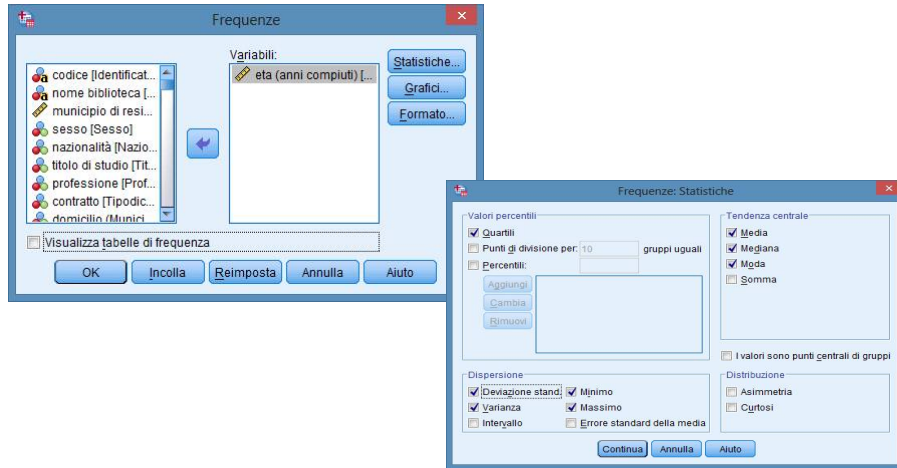 Frequenze
Variabili:
codice [Identificat...
nome biblioteca [...
municipio di resi...
sesso [Sesso]
nazionalità [Nazio...
titolo di studio [Tit...
professione [Prof...
contratto [Tipodic...
domicilio (Munici...
eta (anni compiuti) [...
Statistiche...
Grafici...
Formato...
Visualizza tabelle di frequenza
OK Incolla Reimposta Annulla Aiuto
Frequenze: Statistiche
Valori percentili
Quartili
Punti di divisione per: 10 gruppi uguali
Percentili:
Aggiungi
Cambia
Rimuovi
Tendenza centrale
Media
Mediana
Moda
Somma
I valori sono punti centrali di gruppi
Dispersione
Deviazione stand. Minimo
Varianza Massimo
Intervallo Errore standard della media
Distribuzione
Asimmetria
Curtosi
Continua Annulla Aiuto